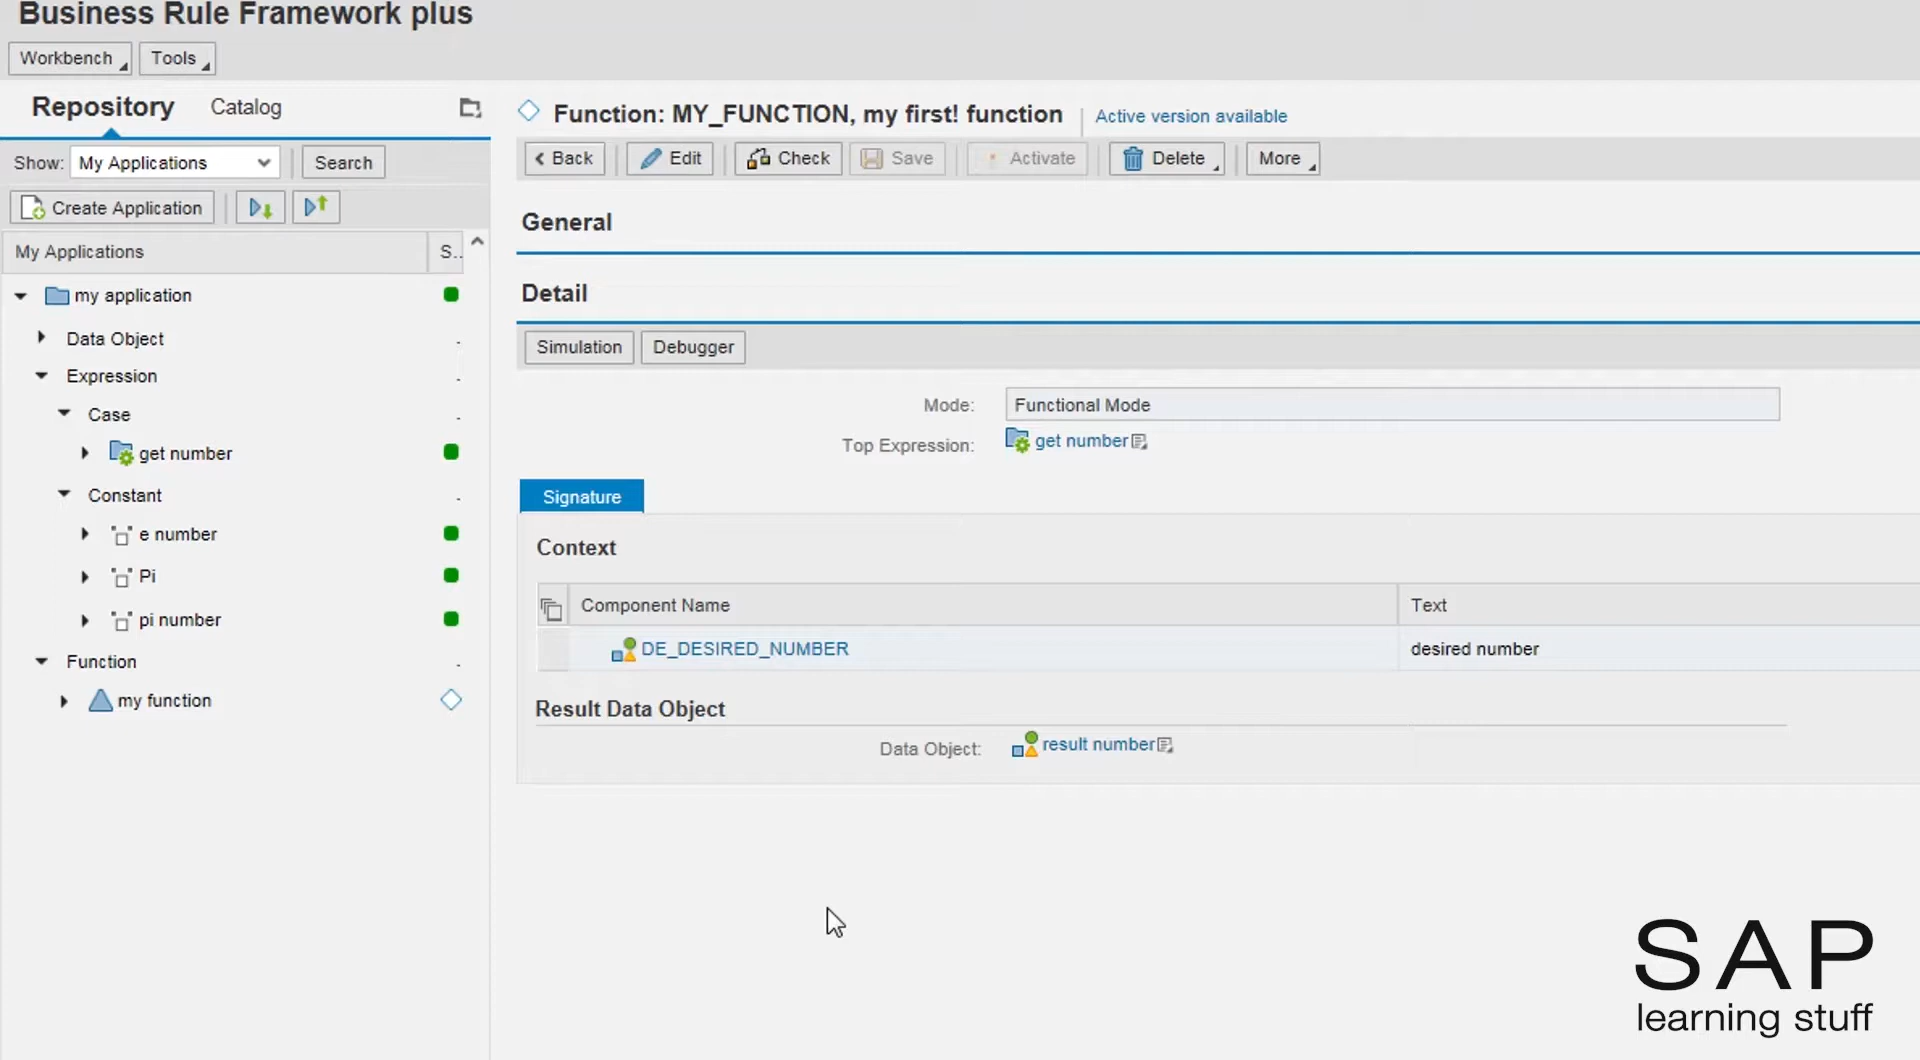 Business Rule Framework plus
Workbench Tools
Repository Catalog
Function: MY_FUNCTION, my first! function Active version available
Show: My Applications Search
Back Edit Check Save Activate Delete More
Create Application
General
My Applications S..
Detail
my application
Data Object .
Simulation Debugger
Expression .
Mode: Functional Mode
Case .
Top Expression: get number
get number
Constant .
Signature
e number
Context
Pi
Component Name Text
pi number
DE_DESIRED_NUMBER desired number
Function .
my function
Result Data Object
Data Object: result number
SAP
learning stuff